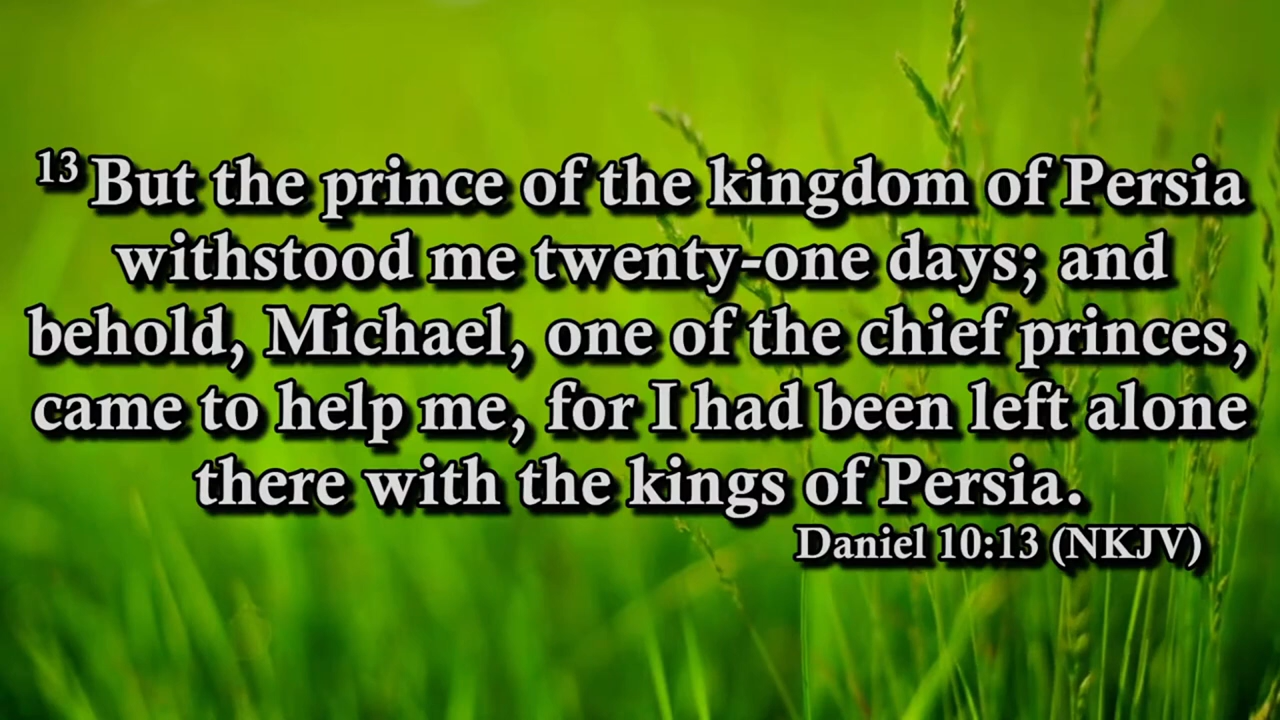 13 But the prince of the kingdom of Persia
withstood me twenty-one days; and
behold, Michael, one of the chief princes,
came to help me, for I had been left alone
there with the kings of Persia.
Daniel 10:13 (NKJV)